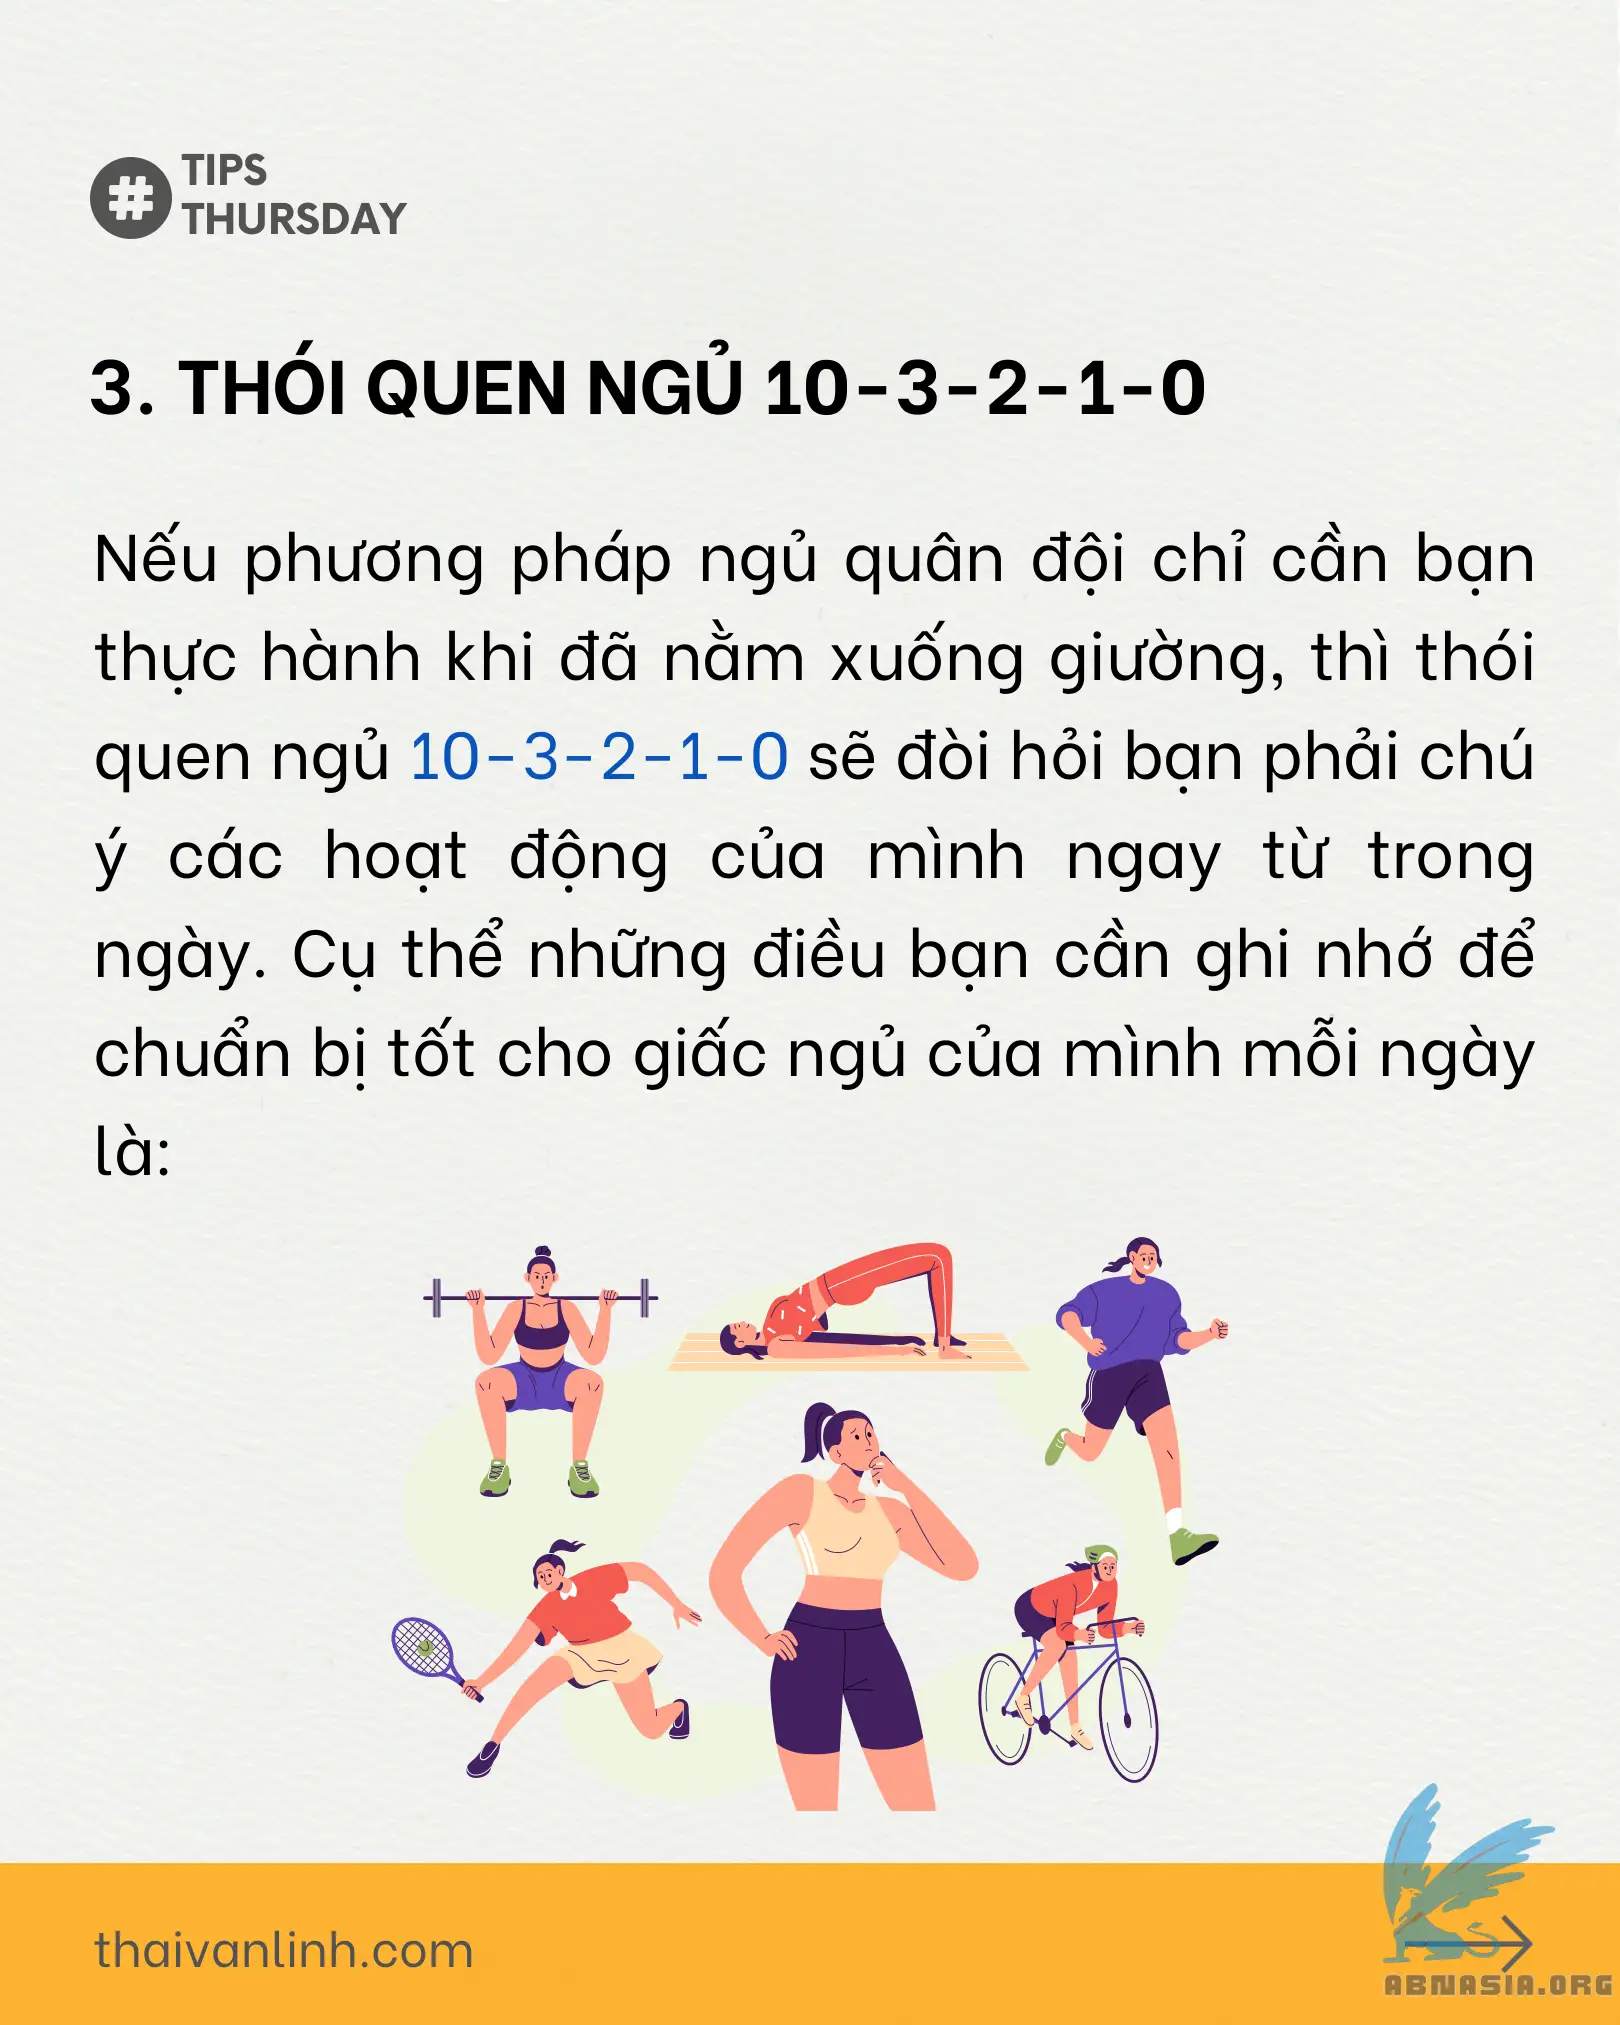 #
TIPS
THURSDAY
3. THÓI QUEN NGỦ 10-3-2-1-0
Nếu phương pháp ngủ quân đội chỉ cần bạn
thực hành khi đã nằm xuống giường, thì thói
quen ngủ 10-3-2-1-0 sẽ đòi hỏi bạn phải chú
ý các hoạt động của mình ngay từ trong
ngày. Cụ thể những điều bạn cần ghi nhớ để
chuẩn bị tốt cho giấc ngủ của mình mỗi ngày
là:
thaivanlinh.com
ABNASIA.ORG